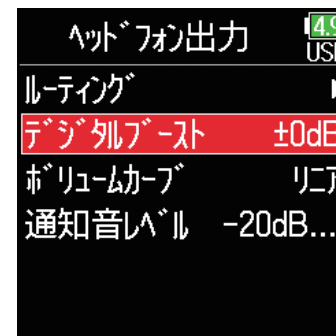 ヘッドフォン出力
4.9
USB
ルーティング
デジタルブースト ±0dB
ボリュームカーブ リニア
通知音レベル -20dB...